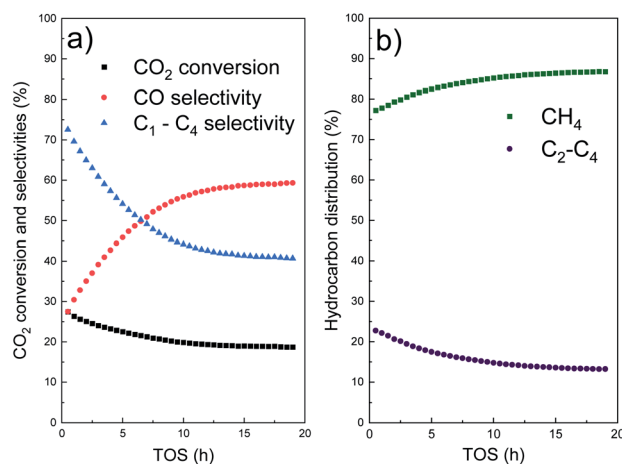 a)
CO₂ conversion
CO selectivity
C₁ - C₄ selectivity
CO₂ conversion and selectivities (%)
100
90
80
70
60
50
40
30
20
10
0
0
5
10
15
20
TOS (h)
b)
CH₄
C₂-C₄
Hydrocarbon distribution (%)
100
90
80
70
60
50
40
30
20
10
0
0
5
10
15
20
TOS (h)